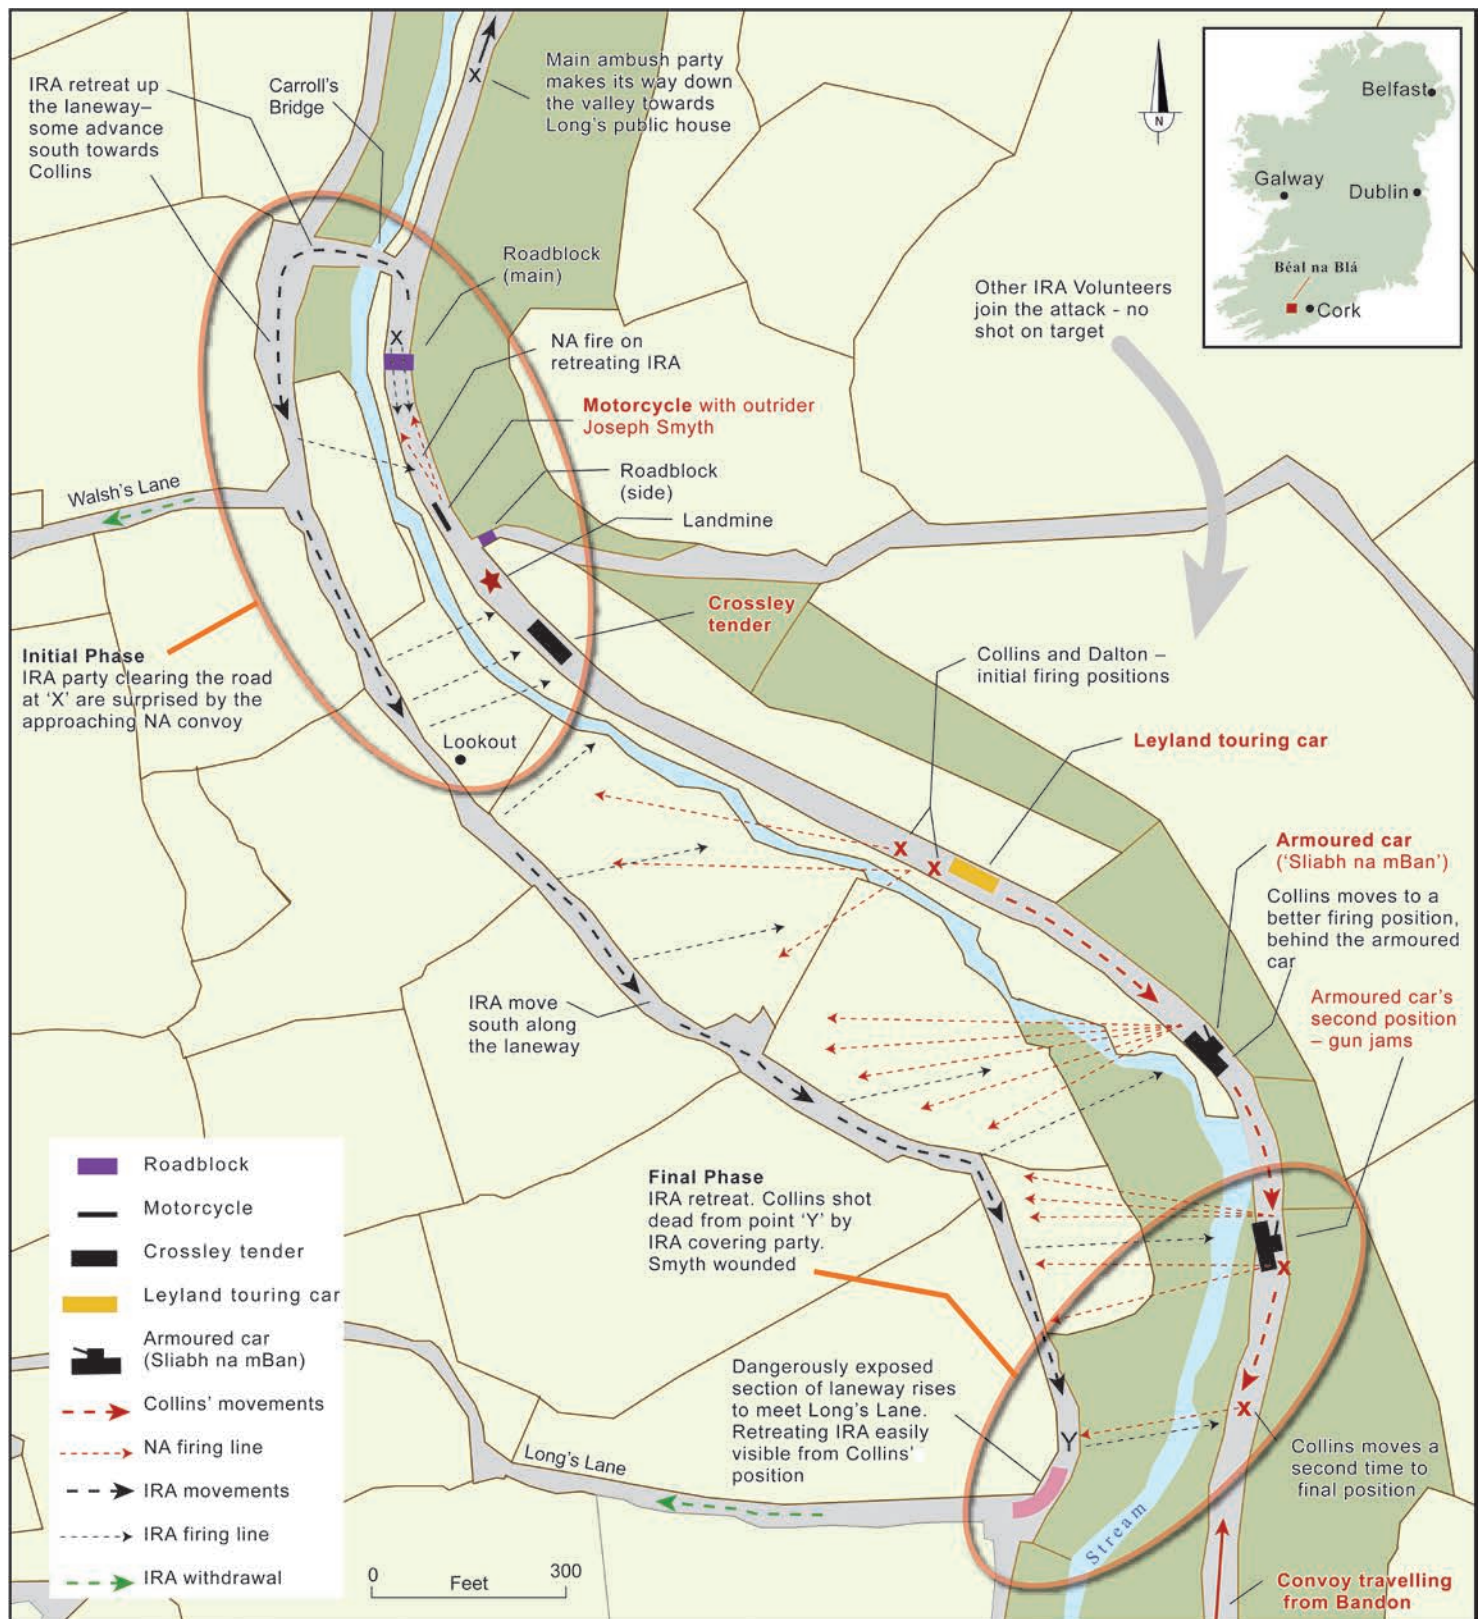 IRA retreat up
the laneway–
some advance
south towards
Collins
Carroll's
Bridge
X
Main ambush party
makes its way down
the valley towards
Long's public house
N
Belfast
Galway
Dublin
Béal na Blá
Cork
Roadblock
(main)
Other IRA Volunteers
join the attack - no
shot on target
X
NA fire on
retreating IRA
Motorcycle with outrider
Joseph Smyth
Roadblock
(side)
Landmine
Walsh's Lane
Crossley
tender
Initial Phase
IRA party clearing the road
at ‘X’ are surprised by the
approaching NA convoy
Collins and Dalton –
initial firing positions
Lookout
Leyland touring car
X
X
Armoured car
(‘Sliabh na mBan’)
Collins moves to a
better firing position,
behind the armoured
car
Armoured car's
second position
– gun jams
IRA move
south along
the laneway
Final Phase
IRA retreat. Collins shot
dead from point ‘Y’ by
IRA covering party.
Smyth wounded
X
Dangerously exposed
section of laneway rises
to meet Long's Lane.
Retreating IRA easily
visible from Collins'
position
X
Y
Collins moves a
second time to
final position
Long's Lane
Stream
Convoy travelling
from Bandon
Roadblock
Motorcycle
Crossley tender
Leyland touring car
Armoured car
(Sliabh na mBan)
Collins' movements
NA firing line
IRA movements
IRA firing line
IRA withdrawal
0
300
Feet